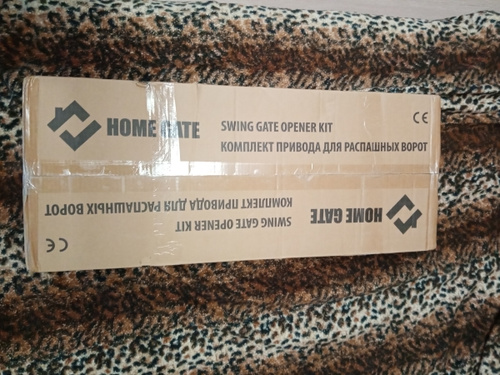 HOME GATE
SWING GATE OPENER KIT
КОМПЛЕКТ ПРИВОДА ДЛЯ РАСПАШНЫХ ВОРОТ
CE
HOME GATE
SWING GATE OPENER KIT
КОМПЛЕКТ ПРИВОДА ДЛЯ РАСПАШНЫХ ВОРОТ
CE